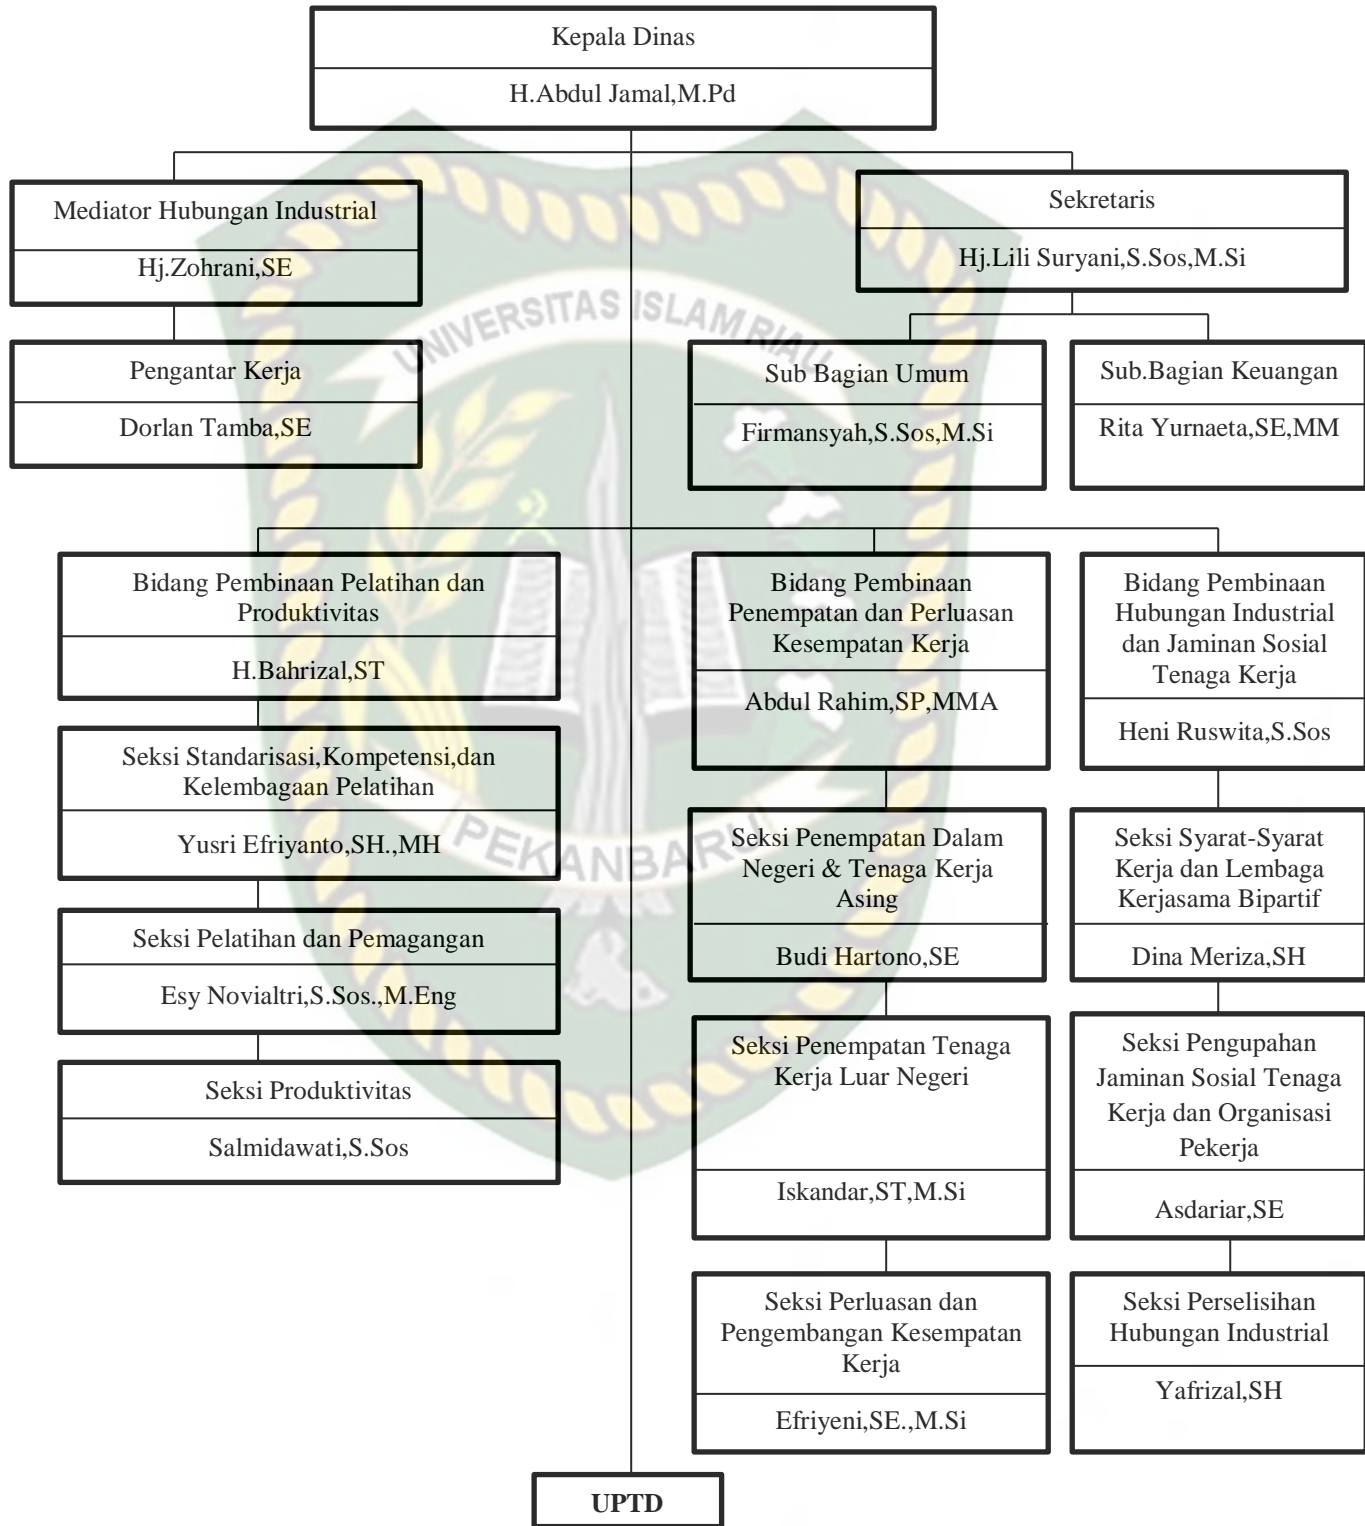 Kepala Dinas
H.Abdul Jamal,M.Pd
Mediator Hubungan Industrial
Hj.Zohrani,SE
Sekretaris
Hj.Lili Suryani,S.Sos,M.Si
Pengantar Kerja
Dorlan Tamba,SE
Sub Bagian Umum
Firmansyah,S.Sos,M.Si
Sub.Bagian Keuangan
Rita Yurnaeta,SE,MM
UNIVERSITAS ISLAM RIAU
Bidang Pembinaan Pelatihan dan
Produktivitas
H.Bahrizal,ST
Seksi Standarisasi,Kompetensi,dan
Kelembagaan Pelatihan
Yusri Efriyanto,SH.,MH
Seksi Pelatihan dan Pemagangan
Esy Novialtri,S.Sos.,M.Eng
Seksi Produktivitas
Salmidawati,S.Sos
Bidang Pembinaan
Penempatan dan Perluasan
Kesempatan Kerja
Abdul Rahim,SP,MMA
Seksi Penempatan Dalam
Negeri & Tenaga Kerja
Asing
Budi Hartono,SE
Seksi Penempatan Tenaga
Kerja Luar Negeri
Iskandar,ST,M.Si
Seksi Perluasan dan
Pengembangan Kesempatan
Kerja
Efriyeni,SE.,M.Si
Bidang Pembinaan
Hubungan Industrial
dan Jaminan Sosial
Tenaga Kerja
Heni Ruswita,S.Sos
Seksi Syarat-Syarat
Kerja dan Lembaga
Kerjasama Bipartif
Dina Meriza,SH
Seksi Pengupahan
Jaminan Sosial Tenaga
Kerja dan Organisasi
Pekerja
Asdariar,SE
Seksi Perselisihan
Hubungan Industrial
Yafrizal,SH
PEKANBARU
UPTD